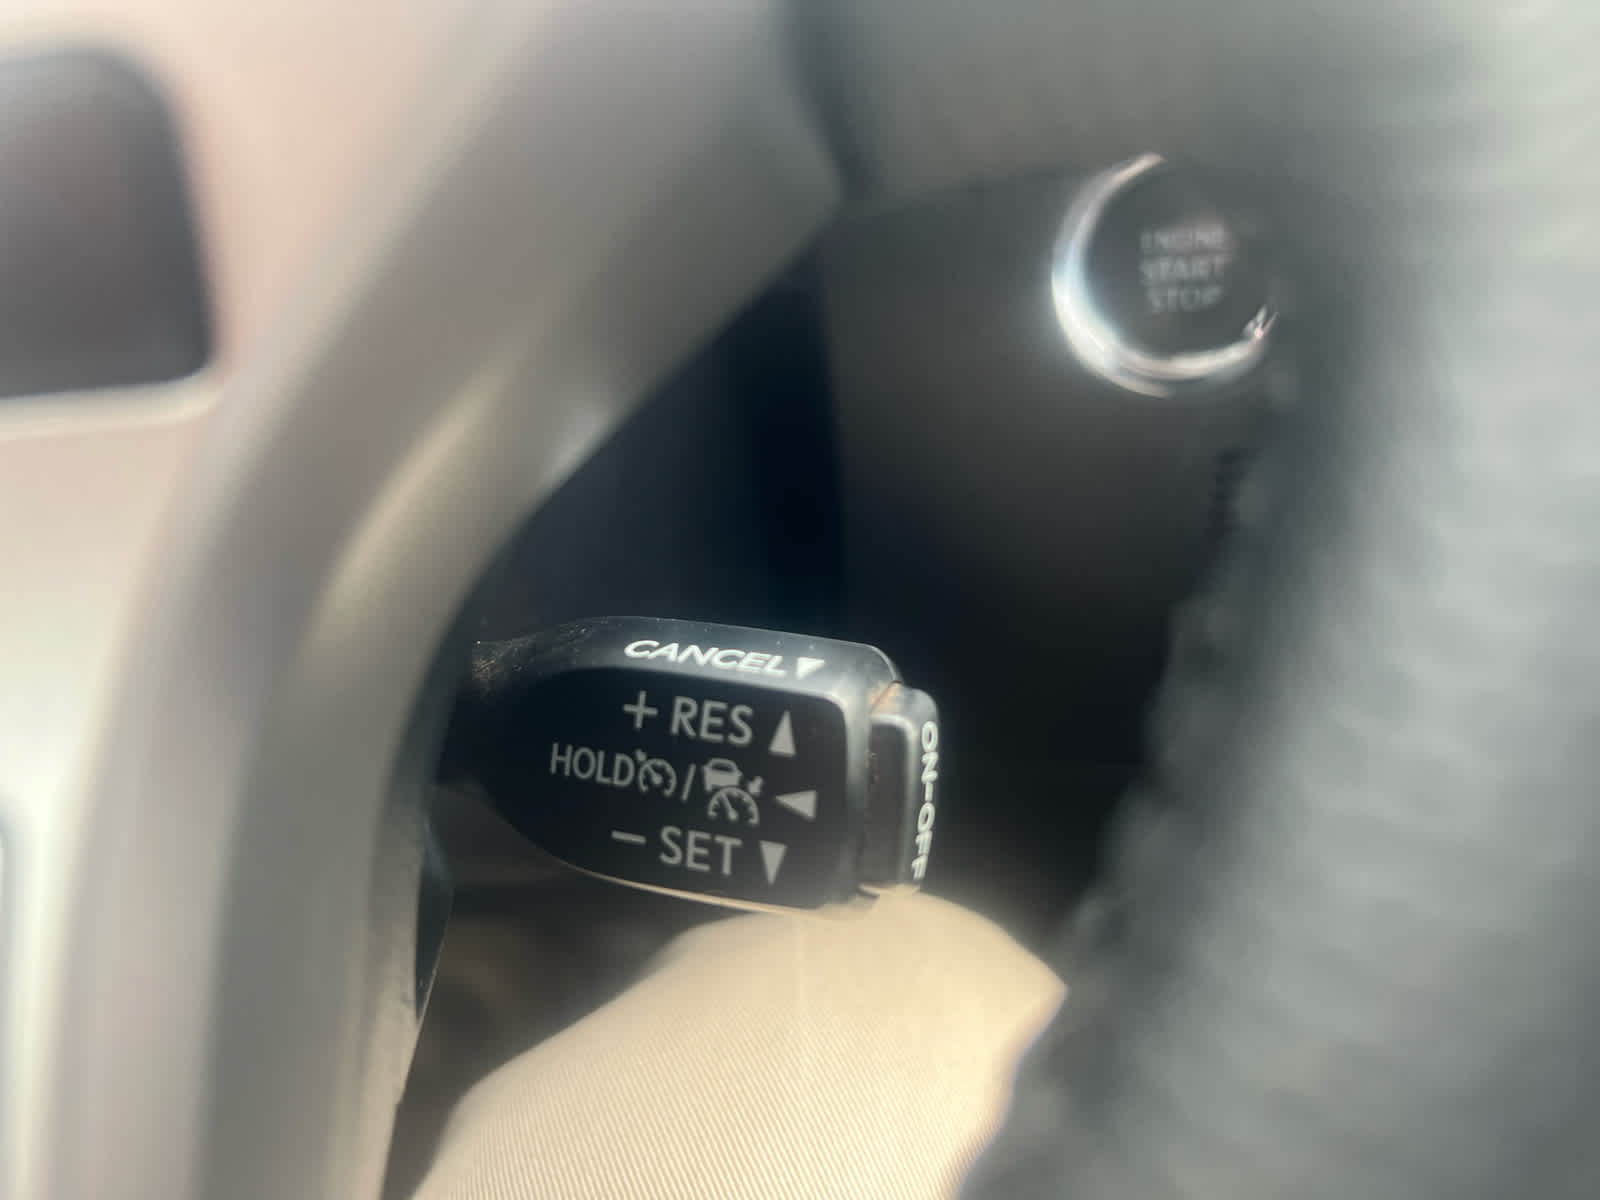 ENGINE
START
STOP
CANCEL▼
+ RES ▲
HOLD / ◀
− SET ▼
ON-OFF